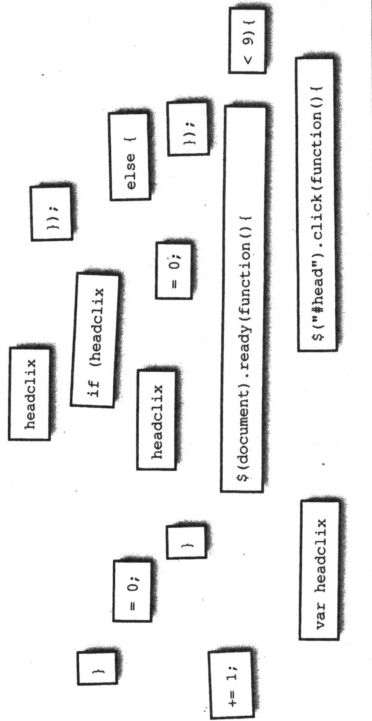 headclix
});
}
if (headclix
= 0;
else {
headclix
= 0;
}
});
+= 1;
$(document).ready(function(){
< 9){
var headclix
$("#head").click(function(){